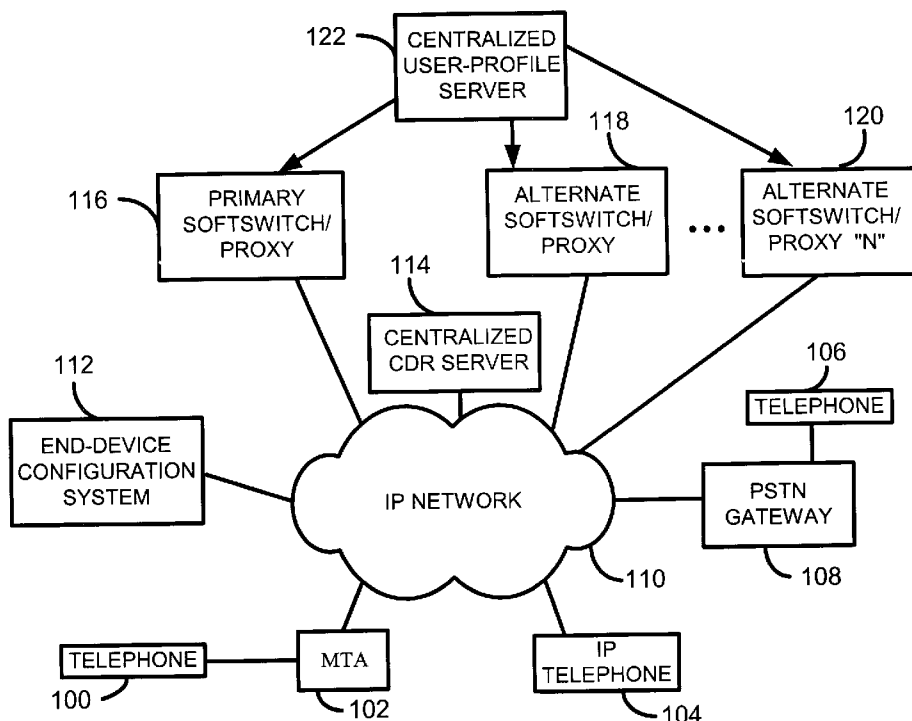 122
CENTRALIZED
USER-PROFILE
SERVER
118
120
116
PRIMARY
SOFTSWITCH/
PROXY
ALTERNATE
SOFTSWITCH/
PROXY
...
ALTERNATE
SOFTSWITCH/
PROXY "N"
114
CENTRALIZED
CDR SERVER
112
106
TELEPHONE
END-DEVICE
CONFIGURATION
SYSTEM
IP NETWORK
PSTN
GATEWAY
110
108
TELEPHONE
MTA
IP
TELEPHONE
100
102
104